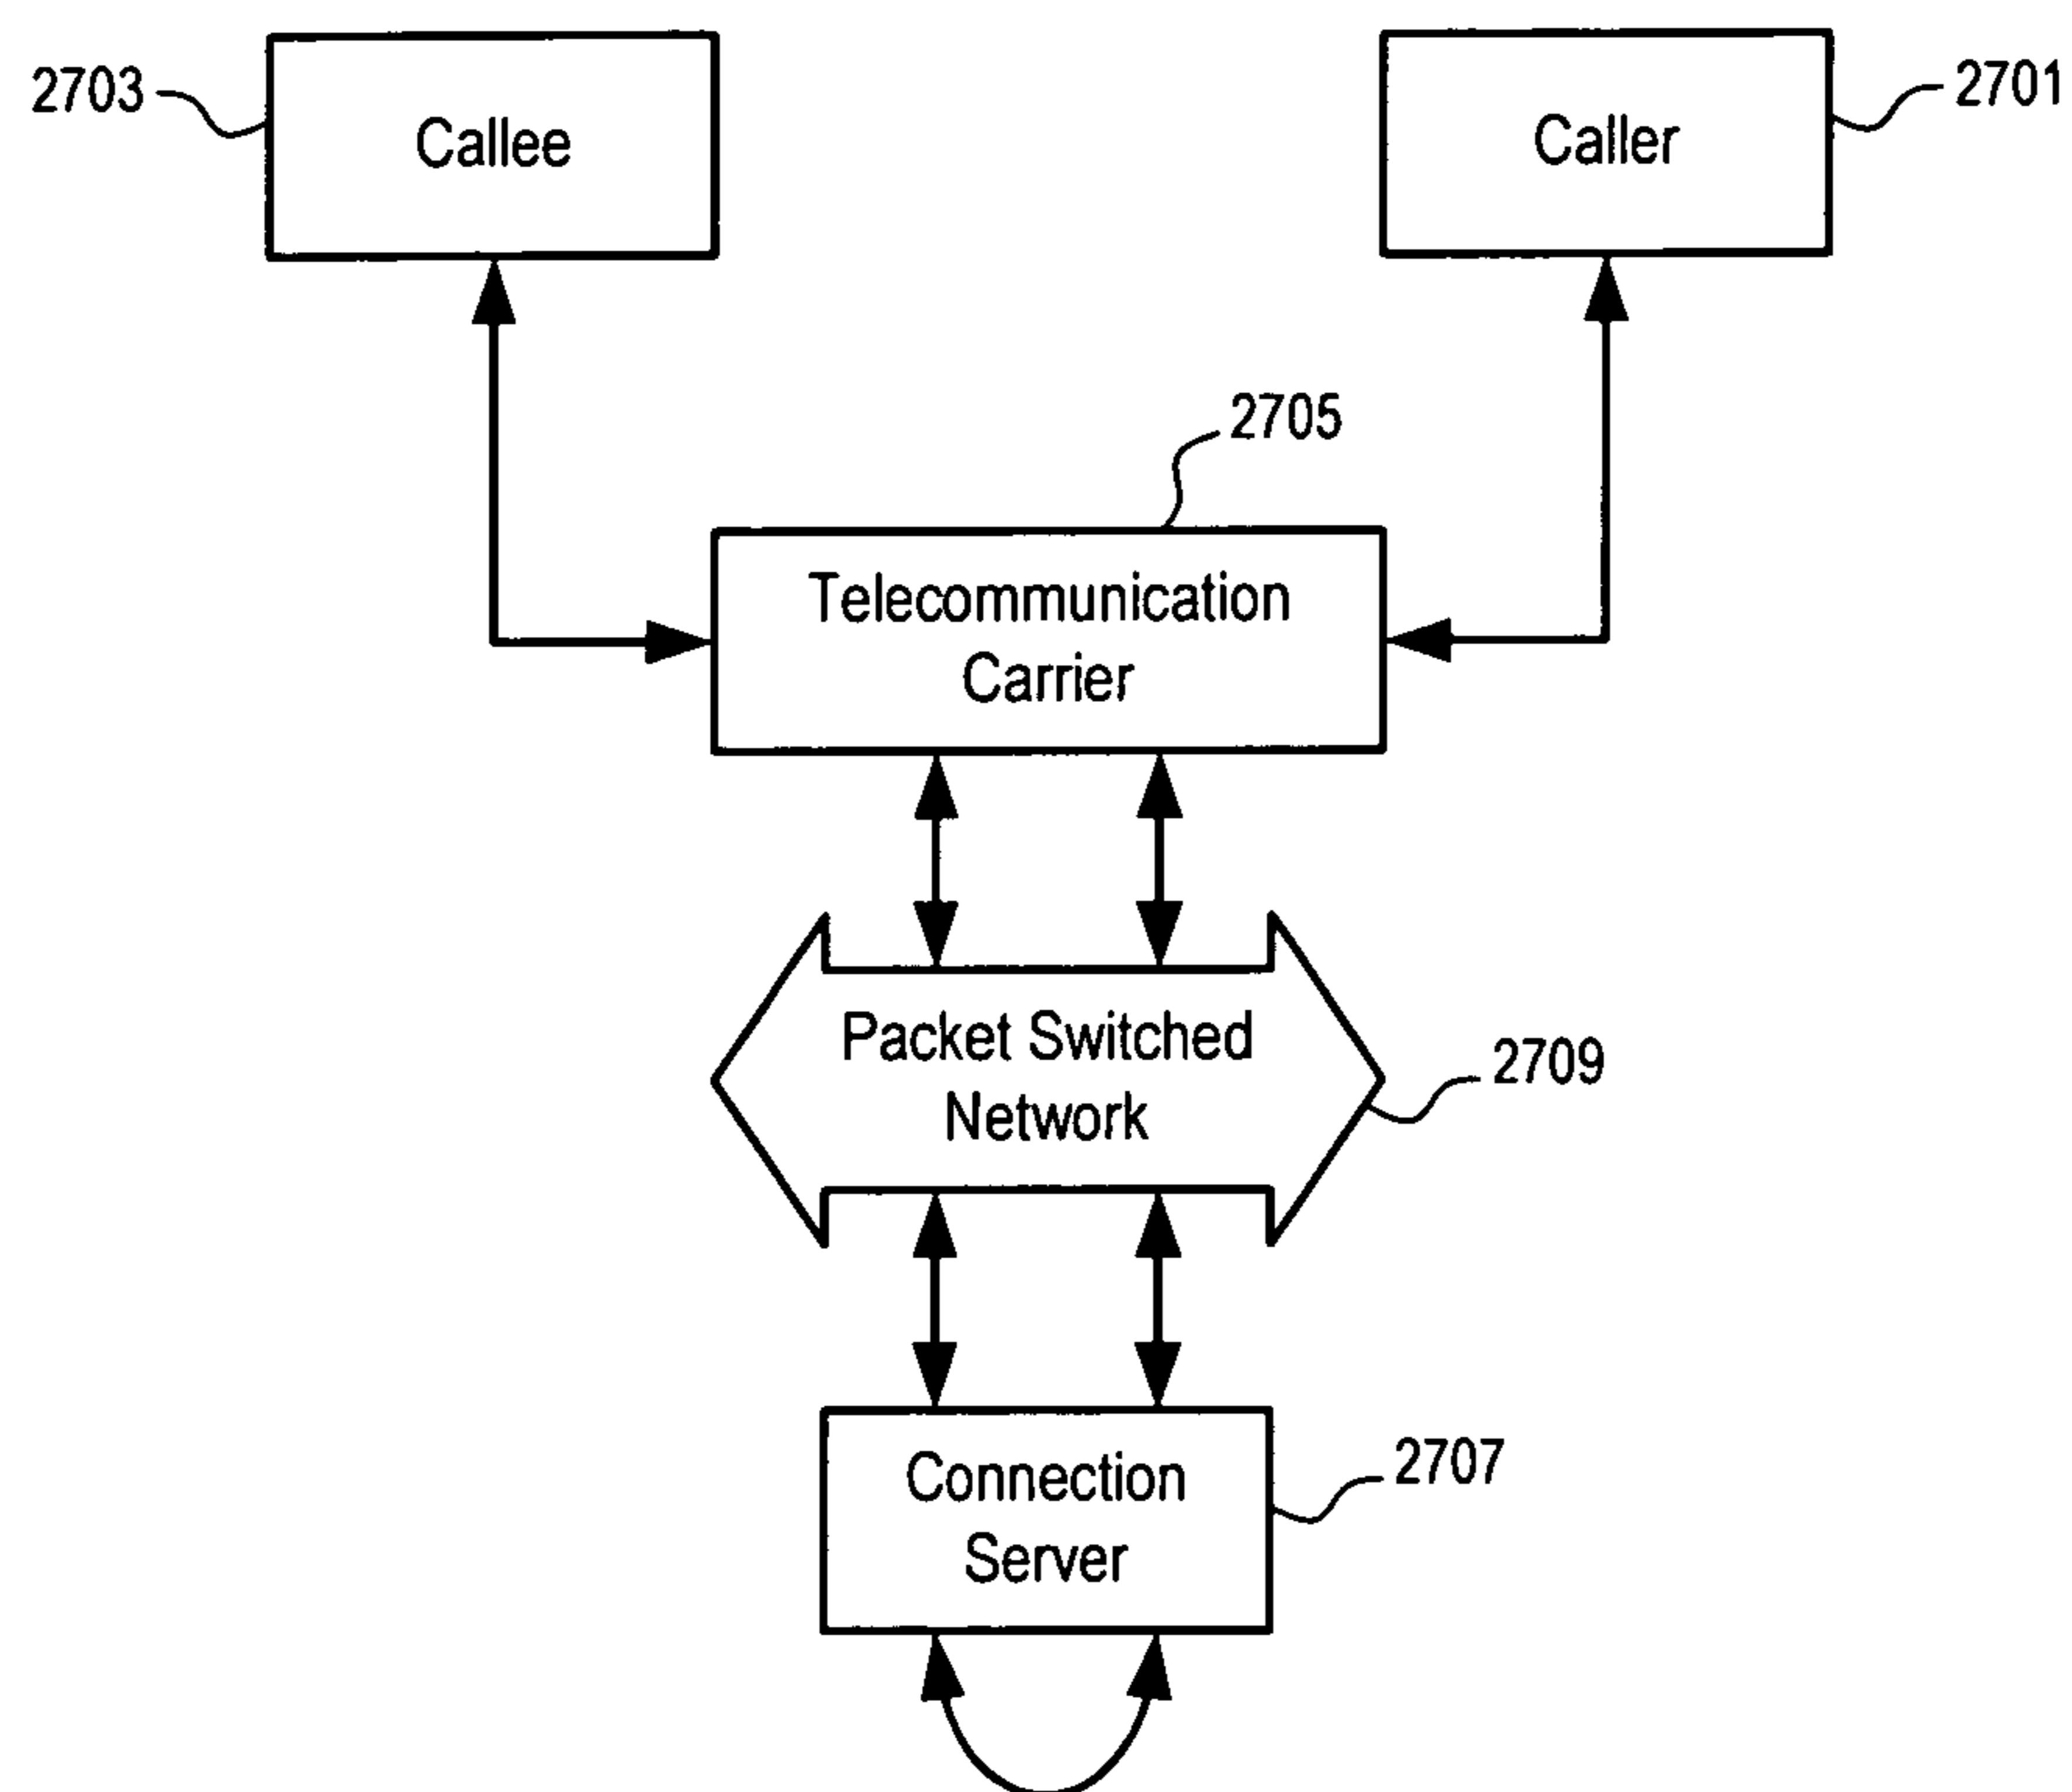 2703
Callee
Caller
2701
2705
Telecommunication
Carrier
Packet Switched
Network
2709
Connection
Server
2707